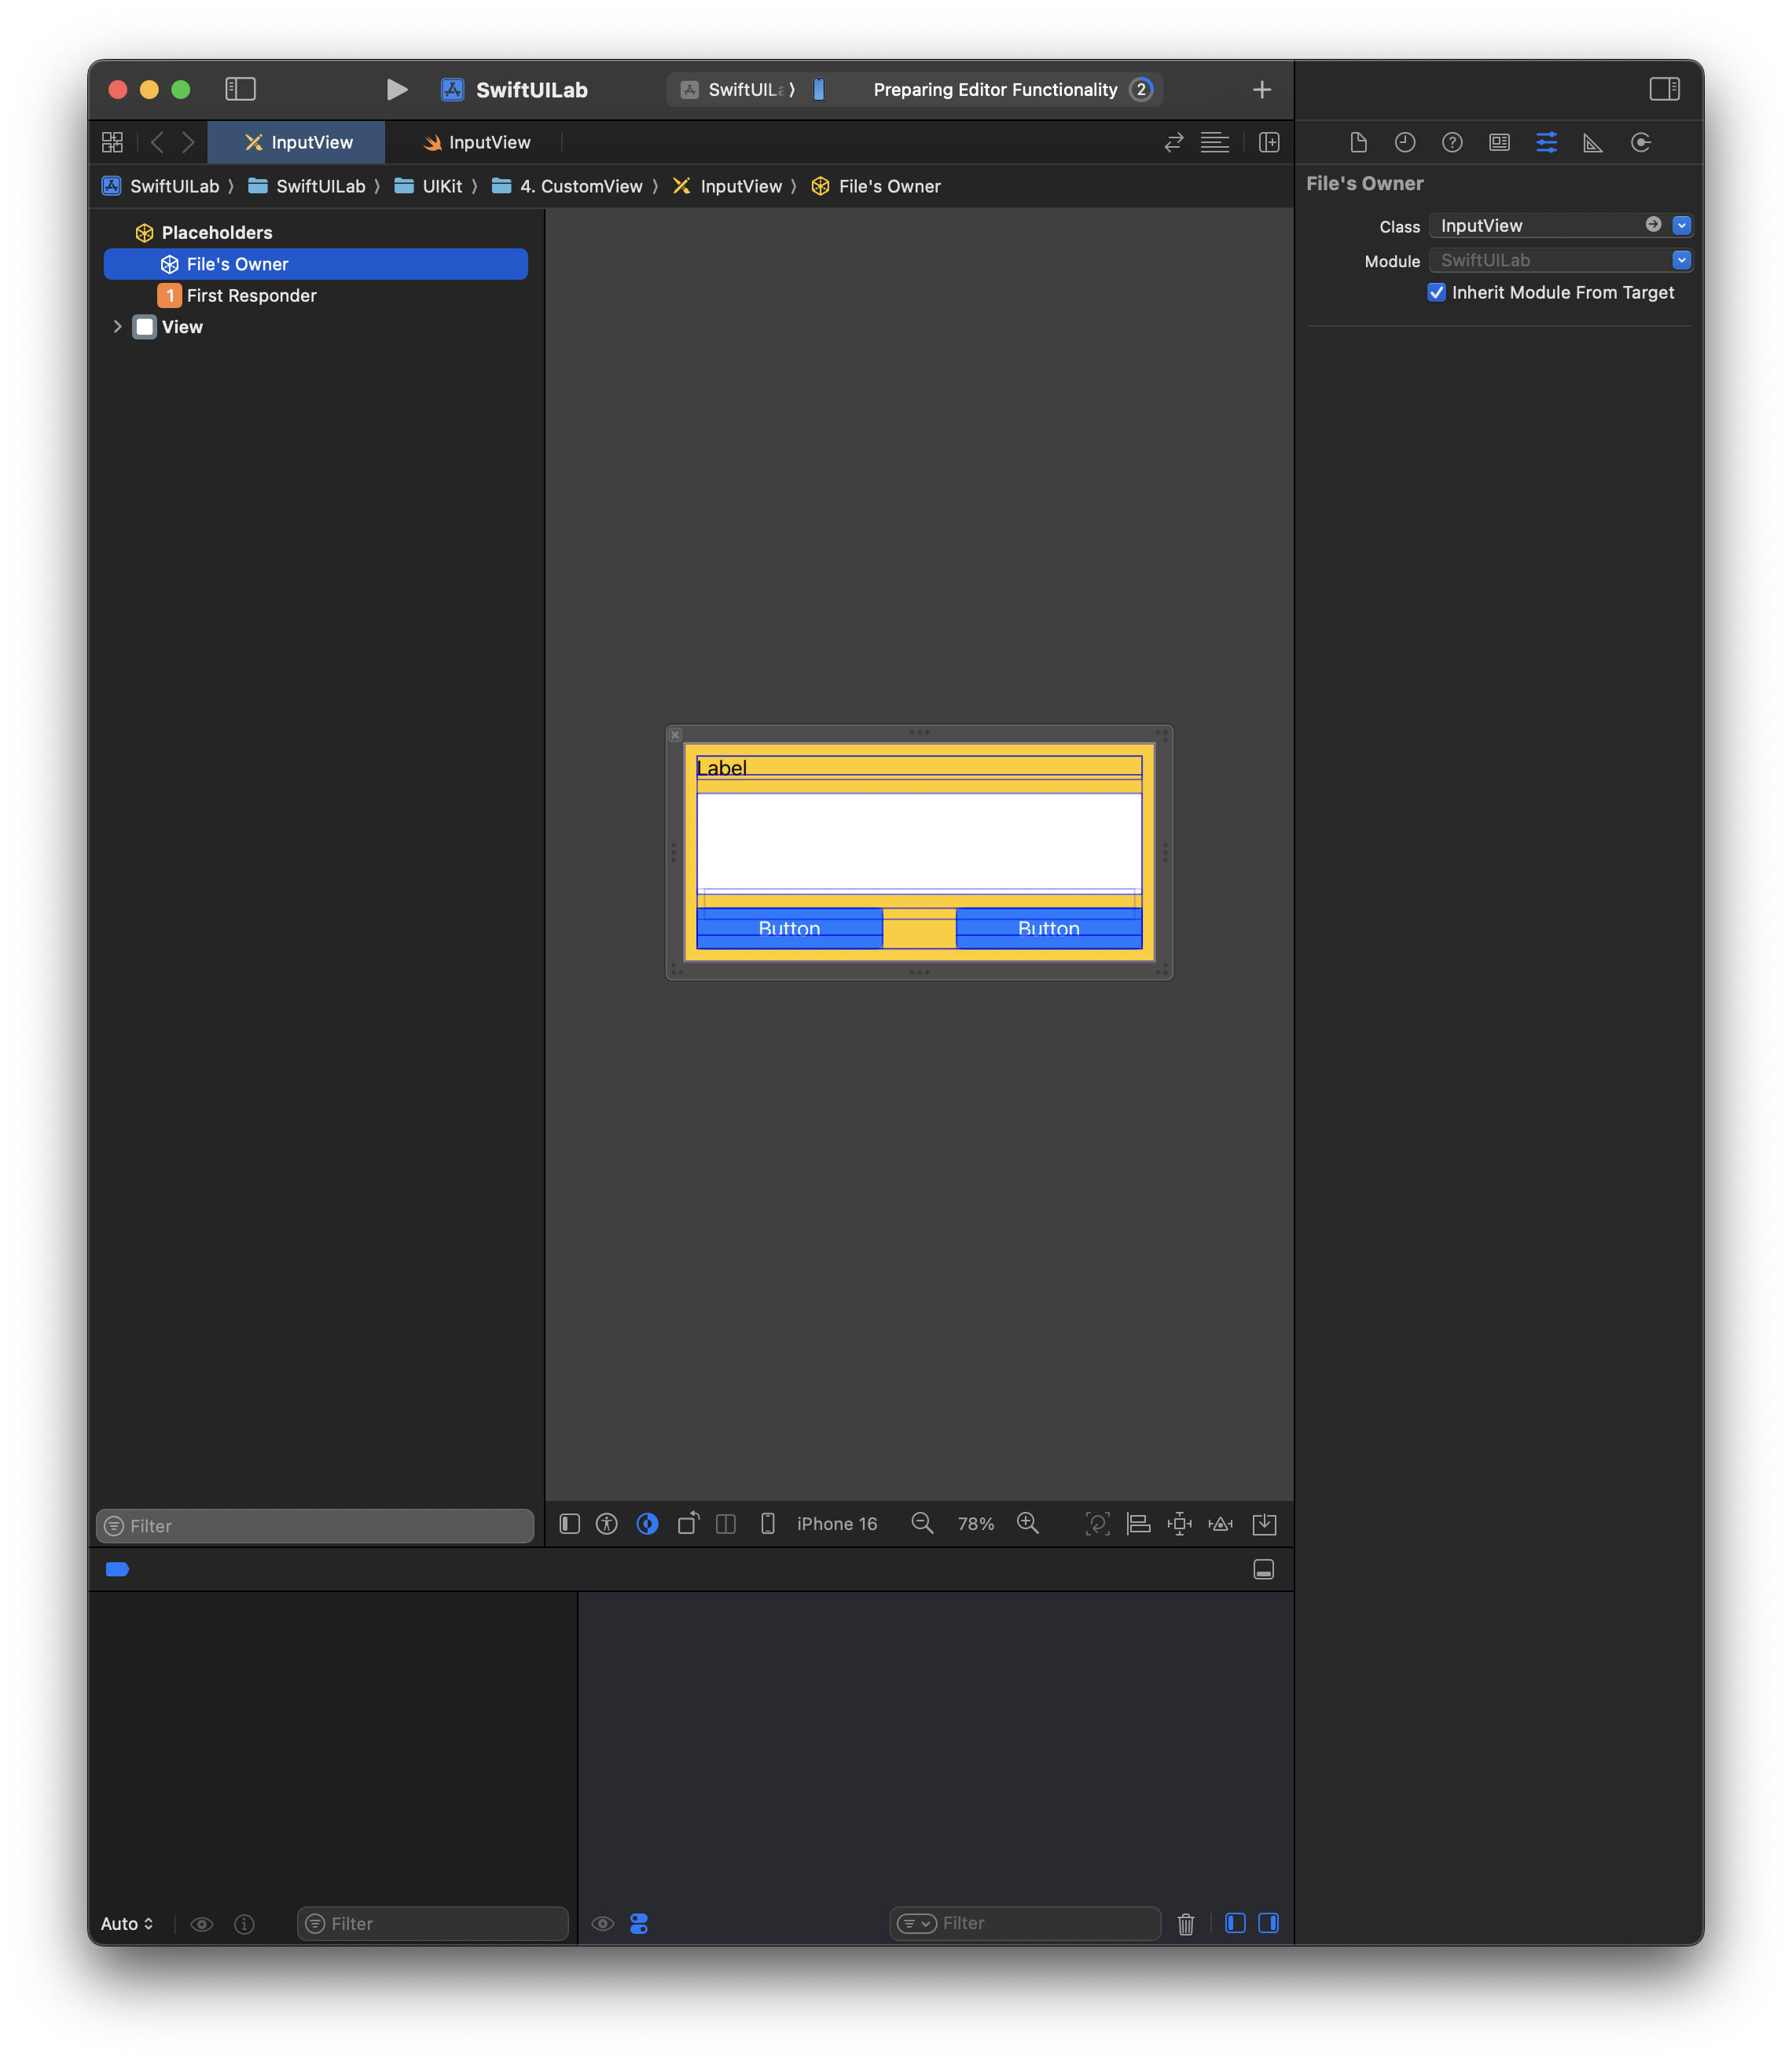 SwiftUILab
SwiftUILa
Preparing Editor Functionality
2
InputView
InputView
SwiftUILab
SwiftUILab
UIKit
4. CustomView
InputView
File's Owner
Placeholders
File's Owner
1 First Responder
View
File's Owner
Class InputView
Module SwiftUILab
Inherit Module From Target
Label
Button
Button
Filter
iPhone 16
78%
Auto
Filter
Filter